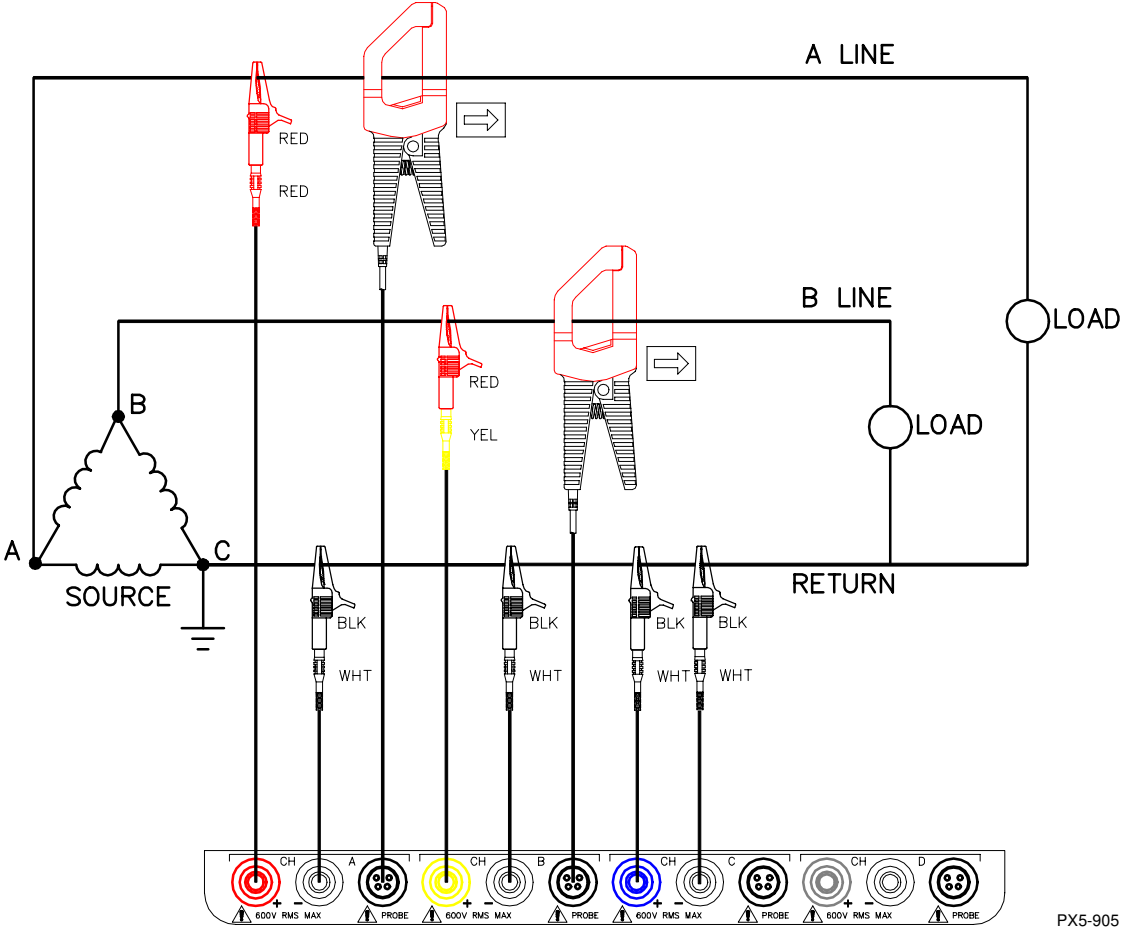 A LINE
RED
RED
B LINE
LOAD
RED
B
LOAD
YEL
A
C
SOURCE
RETURN
BLK
BLK
BLK
BLK
WHT
WHT
WHT
WHT
CH A CH B CH C CH D
+ − + − + − + −
600V RMS MAX PROBE 600V RMS MAX PROBE 600V RMS MAX PROBE 600V RMS MAX PROBE
PX5-905